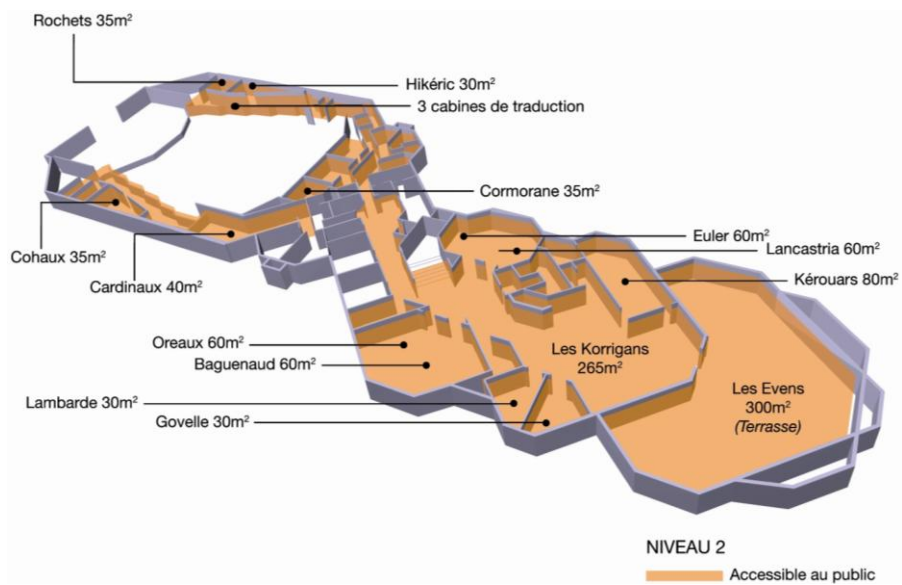 Rochets 35m²
Hikéric 30m²
3 cabines de traduction
Cormorane 35m²
Euler 60m²
Lancastria 60m²
Cohaux 35m²
Kérouars 80m²
Cardinaux 40m²
Oreaux 60m²
Baguenaud 60m²
Les Korrigans
265m²
Les Evens
300m²
(Terrasse)
Lambarde 30m²
Govelle 30m²
NIVEAU 2
Accessible au public